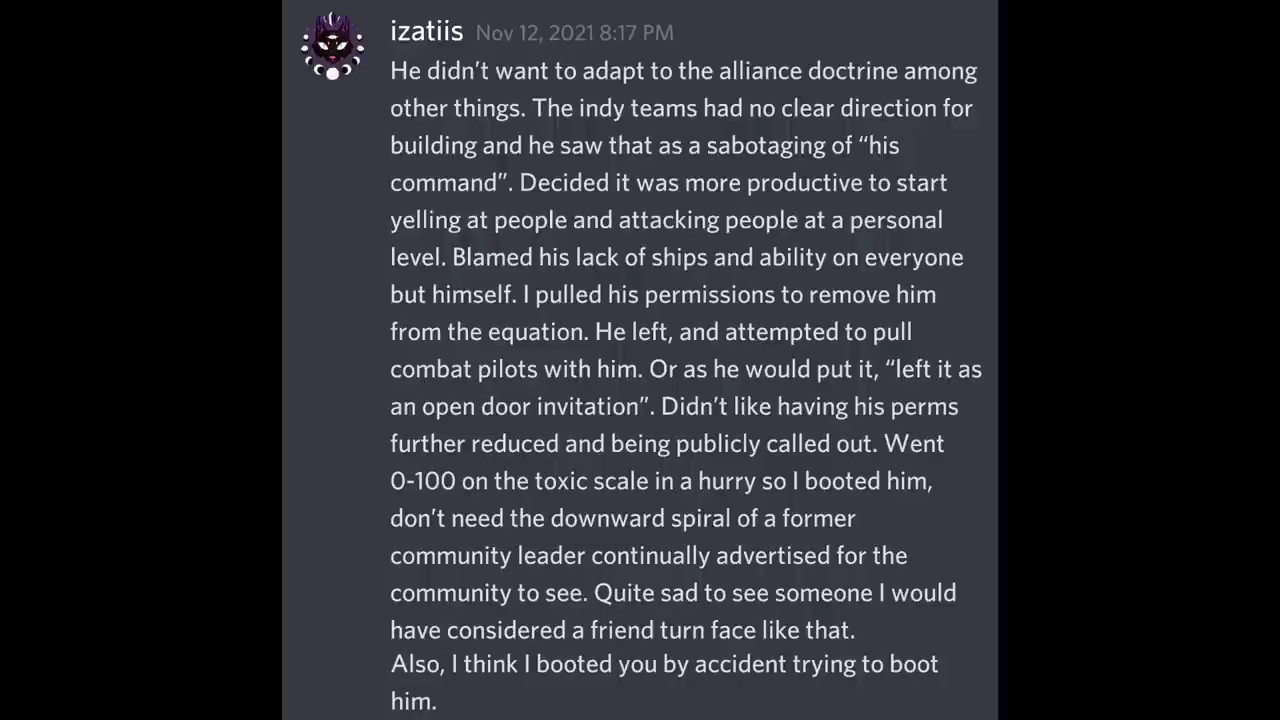 izatiis Nov 12, 2021 8:17 PM
He didn’t want to adapt to the alliance doctrine among
other things. The indy teams had no clear direction for
building and he saw that as a sabotaging of “his
command”. Decided it was more productive to start
yelling at people and attacking people at a personal
level. Blamed his lack of ships and ability on everyone
but himself. I pulled his permissions to remove him
from the equation. He left, and attempted to pull
combat pilots with him. Or as he would put it, “left it as
an open door invitation”. Didn’t like having his perms
further reduced and being publicly called out. Went
0-100 on the toxic scale in a hurry so I booted him,
don’t need the downward spiral of a former
community leader continually advertised for the
community to see. Quite sad to see someone I would
have considered a friend turn face like that.
Also, I think I booted you by accident trying to boot
him.